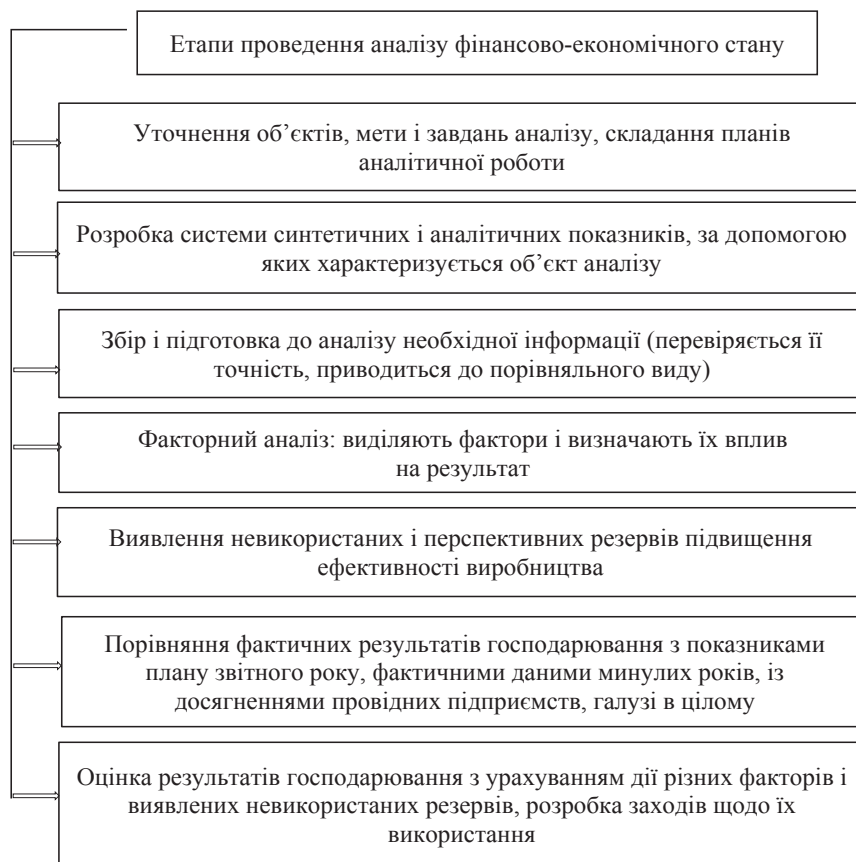 Етапи проведення аналізу фінансово-економічного стану
Уточнення об’єктів, мети і завдань аналізу, складання планів
аналітичної роботи
Розробка системи синтетичних і аналітичних показників, за допомогою
яких характеризується об’єкт аналізу
Збір і підготовка до аналізу необхідної інформації (перевіряється її
точність, приводиться до порівняльного виду)
Факторний аналіз: виділяють фактори і визначають їх вплив
на результат
Виявлення невикористаних і перспективних резервів підвищення
ефективності виробництва
Порівняння фактичних результатів господарювання з показниками
плану звітного року, фактичними даними минулих років, із
досягненнями провідних підприємств, галузі в цілому
Оцінка результатів господарювання з урахуванням дії різних факторів і
виявлених невикористаних резервів, розробка заходів щодо їх
використання